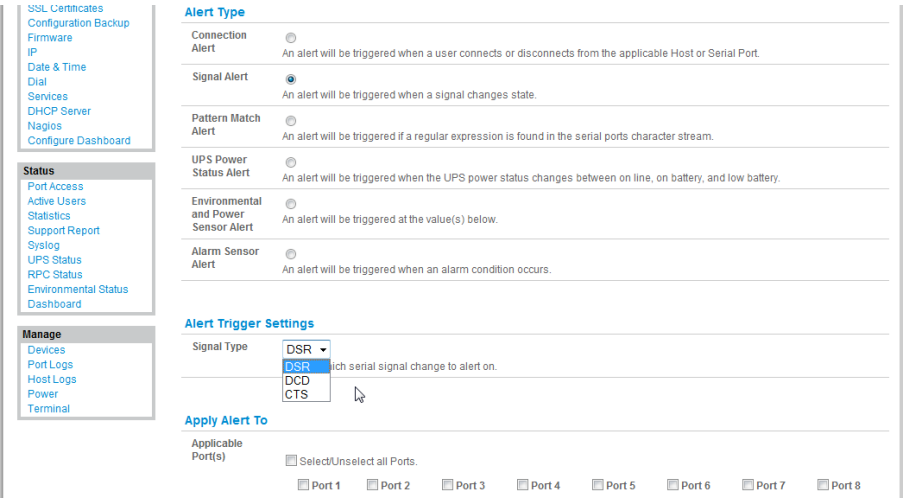 SSL Certificates
Configuration Backup
Firmware
IP
Date & Time
Dial
Services
DHCP Server
Nagios
Configure Dashboard
Status
Port Access
Active Users
Statistics
Support Report
Syslog
UPS Status
RPC Status
Environmental Status
Dashboard
Manage
Devices
Port Logs
Host Logs
Power
Terminal
Alert Type
Connection
Alert
An alert will be triggered when a user connects or disconnects from the applicable Host or Serial Port.
Signal Alert
An alert will be triggered when a signal changes state.
Pattern Match
Alert
An alert will be triggered if a regular expression is found in the serial ports character stream.
UPS Power
Status Alert
An alert will be triggered when the UPS power status changes between on line, on battery, and low battery.
Environmental
and Power
Sensor Alert
An alert will be triggered at the value(s) below.
Alarm Sensor
Alert
An alert will be triggered when an alarm condition occurs.
Alert Trigger Settings
Signal Type
DSR
DSR
serial signal change to alert on.
DCD
CTS
Apply Alert To
Applicable
Port(s)
Select/Unselect all Ports.
Port 1 Port 2 Port 3 Port 4 Port 5 Port 6 Port 7 Port 8